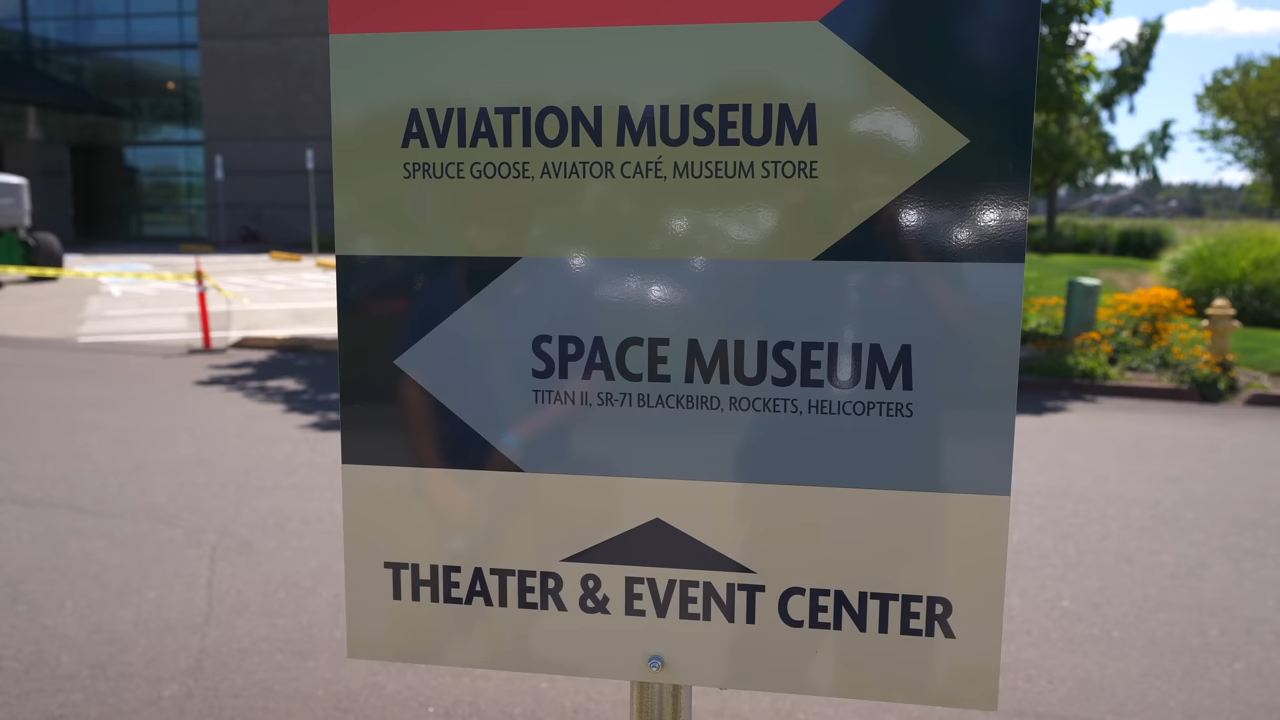 AVIATION MUSEUM
SPRUCE GOOSE, AVIATOR CAFÉ, MUSEUM STORE
SPACE MUSEUM
TITAN II, SR-71 BLACKBIRD, ROCKETS, HELICOPTERS
THEATER & EVENT CENTER